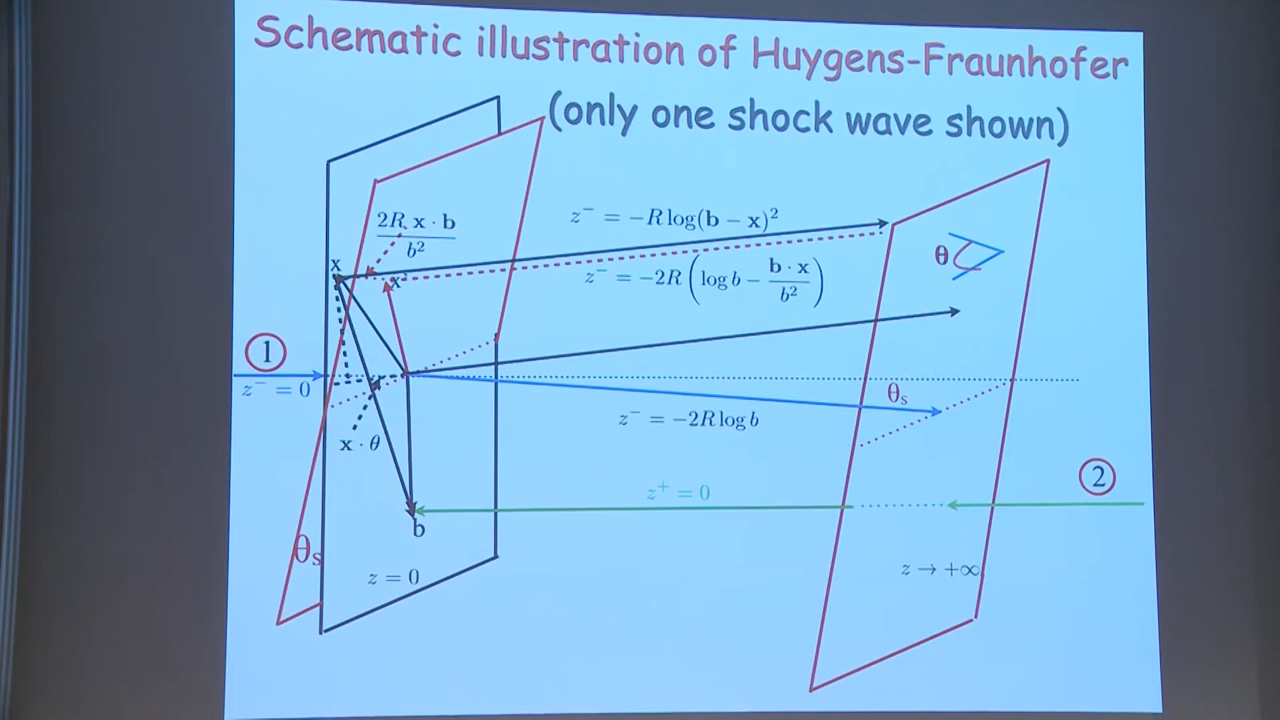 Schematic illustration of Huygens-Fraunhofer
(only one shock wave shown)
2R x · b / b²
z⁻ = −R log(b − x)²
x
x'
z⁻ = −2R (log b − b · x / b²)
θ
1
z⁻ = 0
θs
z⁻ = −2R log b
x · θ
2
z⁺ = 0
b
θs
z = 0
z → +∞